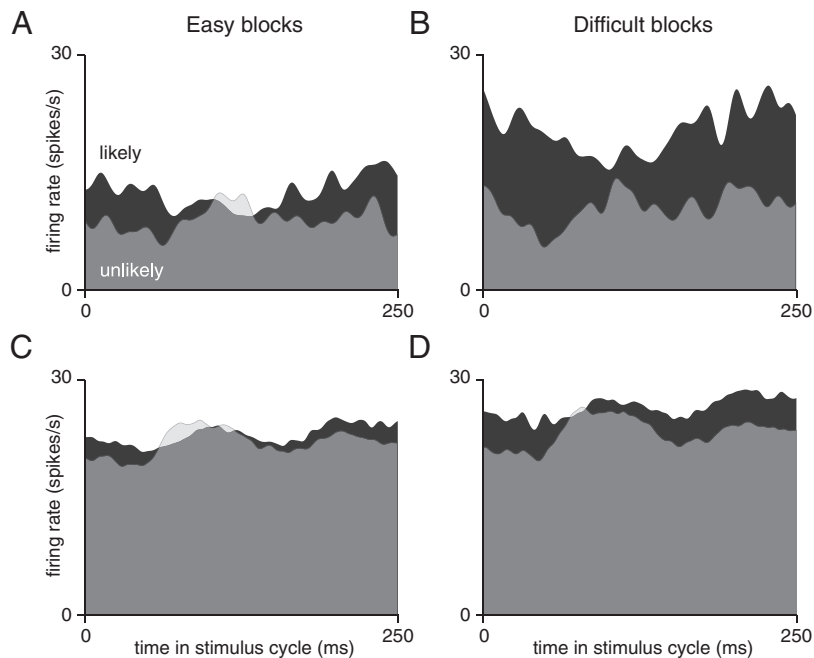 A
Easy blocks
B
Difficult blocks
30
firing rate (spikes/s)
likely
unlikely
0
0
250
30
0
0
250
C
D
30
firing rate (spikes/s)
0
0
time in stimulus cycle (ms)
250
30
0
0
time in stimulus cycle (ms)
250